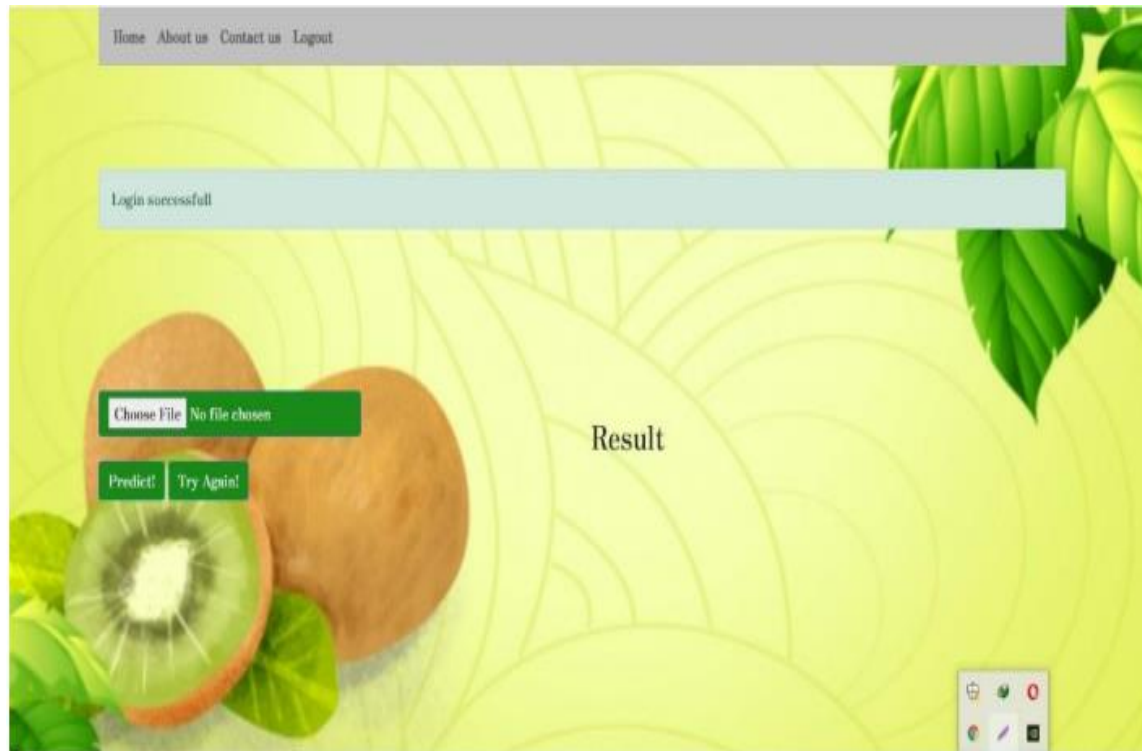 Home About us Contact us Logout
Login successfull
Choose File No file chosen
Result
Predict! Try Again!